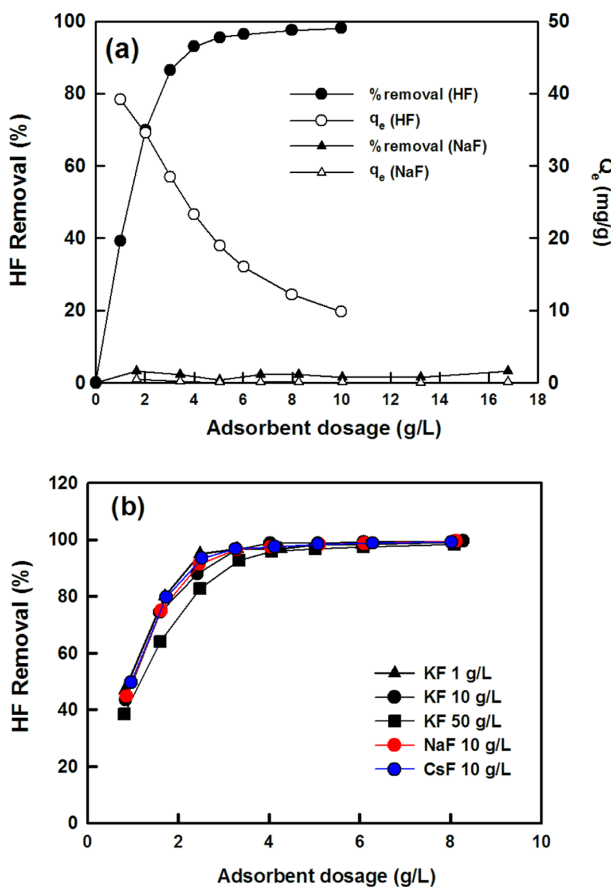 (a)
HF Removal (%)
100
80
60
40
20
0
% removal (HF)
qe (HF)
% removal (NaF)
qe (NaF)
50
40
30
20
10
0
Qe (mg/g)
0 2 4 6 8 10 12 14 16 18
Adsorbent dosage (g/L)
(b)
HF Removal (%)
120
100
80
60
40
20
0
KF 1 g/L
KF 10 g/L
KF 50 g/L
NaF 10 g/L
CsF 10 g/L
0 2 4 6 8 10
Adsorbent dosage (g/L)